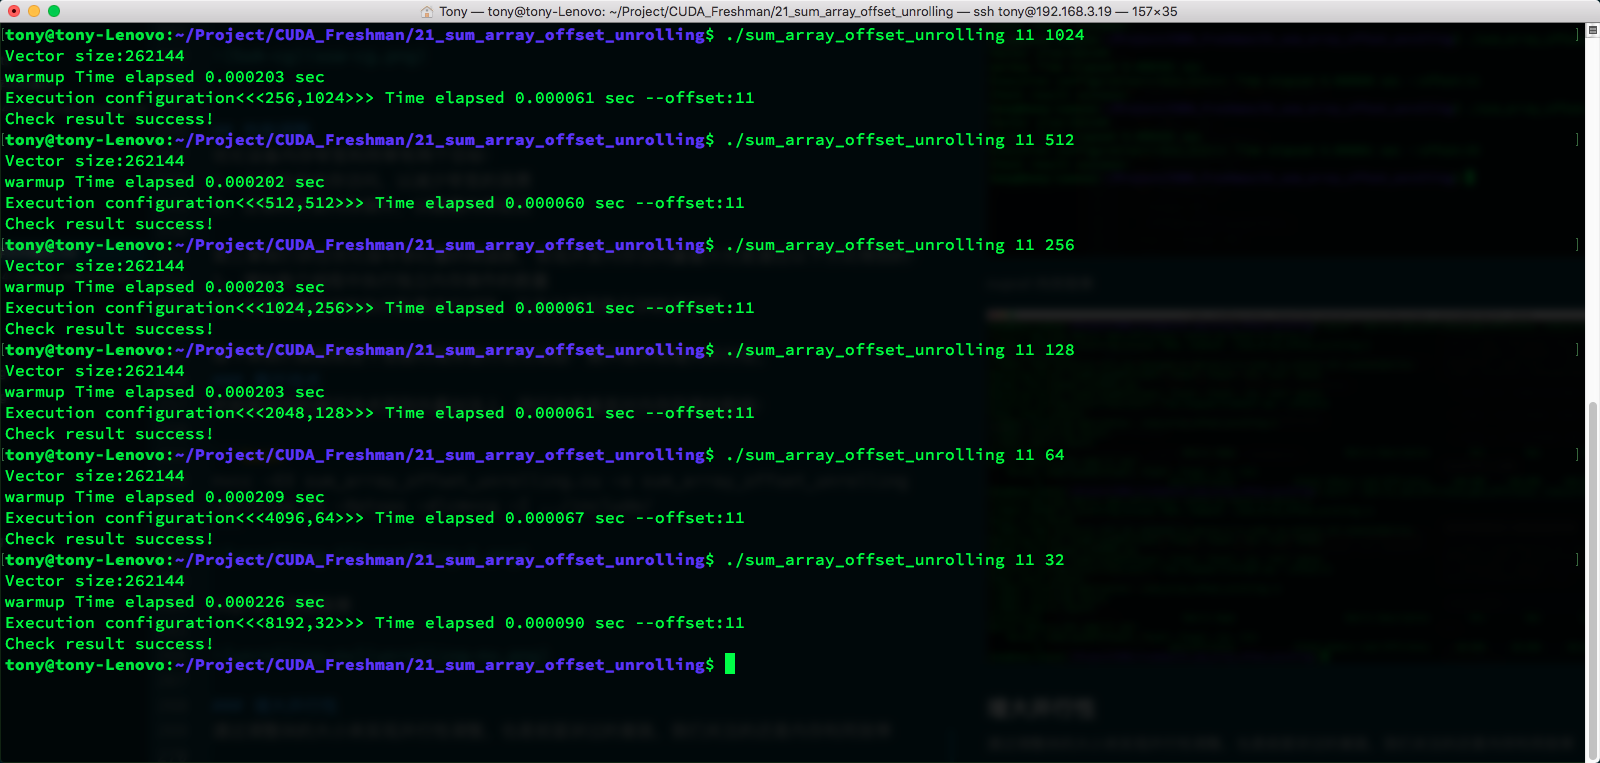 Tony — tony@tony-Lenovo: ~/Project/CUDA_Freshman/21_sum_array_offset_unrolling — ssh tony@192.168.3.19 — 157×35
tony@tony-Lenovo:~/Project/CUDA_Freshman/21_sum_array_offset_unrolling$ ./sum_array_offset_unrolling 11 1024
Vector size:262144
warmup Time elapsed 0.000203 sec
Execution configuration<<<256,1024>>> Time elapsed 0.000061 sec --offset:11
Check result success!
tony@tony-Lenovo:~/Project/CUDA_Freshman/21_sum_array_offset_unrolling$ ./sum_array_offset_unrolling 11 512
Vector size:262144
warmup Time elapsed 0.000202 sec
Execution configuration<<<512,512>>> Time elapsed 0.000060 sec --offset:11
Check result success!
tony@tony-Lenovo:~/Project/CUDA_Freshman/21_sum_array_offset_unrolling$ ./sum_array_offset_unrolling 11 256
Vector size:262144
warmup Time elapsed 0.000203 sec
Execution configuration<<<1024,256>>> Time elapsed 0.000061 sec --offset:11
Check result success!
tony@tony-Lenovo:~/Project/CUDA_Freshman/21_sum_array_offset_unrolling$ ./sum_array_offset_unrolling 11 128
Vector size:262144
warmup Time elapsed 0.000203 sec
Execution configuration<<<2048,128>>> Time elapsed 0.000061 sec --offset:11
Check result success!
tony@tony-Lenovo:~/Project/CUDA_Freshman/21_sum_array_offset_unrolling$ ./sum_array_offset_unrolling 11 64
Vector size:262144
warmup Time elapsed 0.000209 sec
Execution configuration<<<4096,64>>> Time elapsed 0.000067 sec --offset:11
Check result success!
tony@tony-Lenovo:~/Project/CUDA_Freshman/21_sum_array_offset_unrolling$ ./sum_array_offset_unrolling 11 32
Vector size:262144
warmup Time elapsed 0.000226 sec
Execution configuration<<<8192,32>>> Time elapsed 0.000090 sec --offset:11
Check result success!
tony@tony-Lenovo:~/Project/CUDA_Freshman/21_sum_array_offset_unrolling$